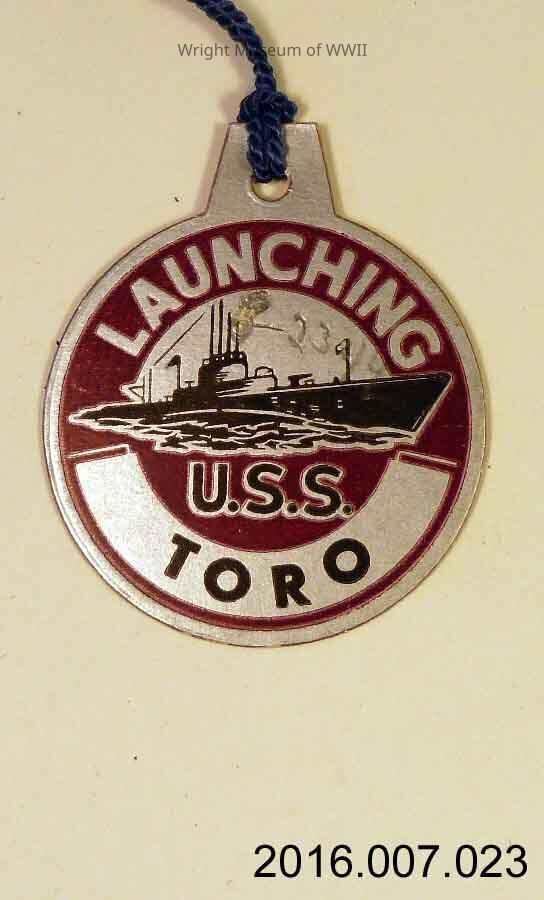 Wright Museum of WWII
LAUNCHING
U.S.S.
TORO
2016.007.023